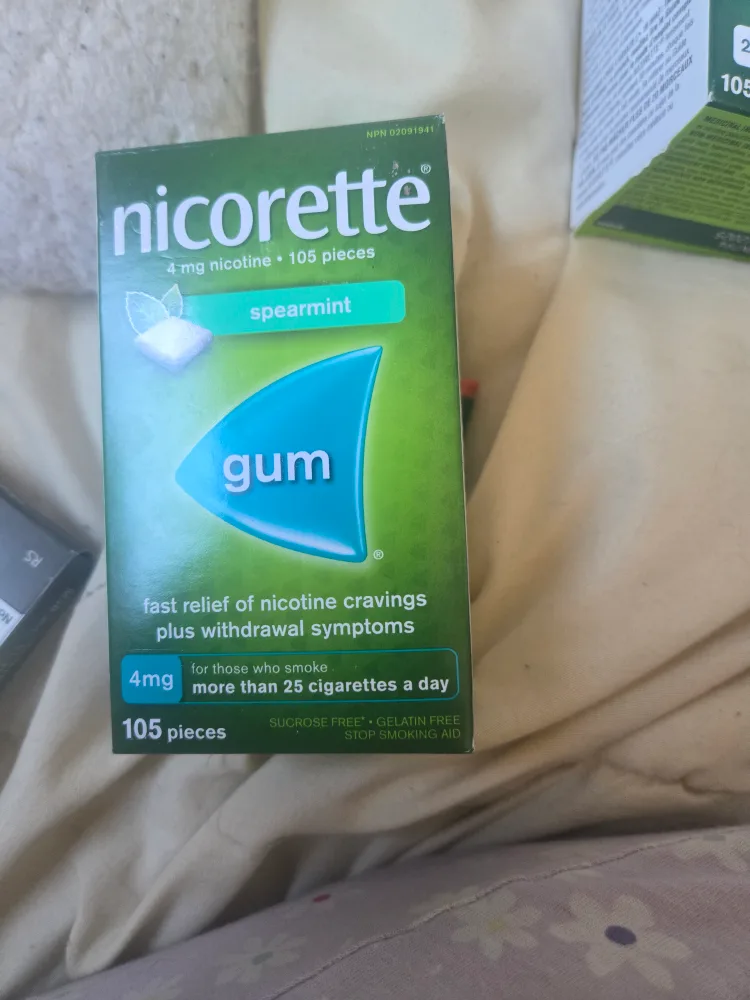 NPN 02091941
nicorette®
4 mg nicotine • 105 pieces
spearmint
gum
®
fast relief of nicotine cravings
plus withdrawal symptoms
4mg
for those who smoke
more than 25 cigarettes a day
105 pieces
SUCROSE FREE* • GELATIN FREE
STOP SMOKING AID
2
105
RS